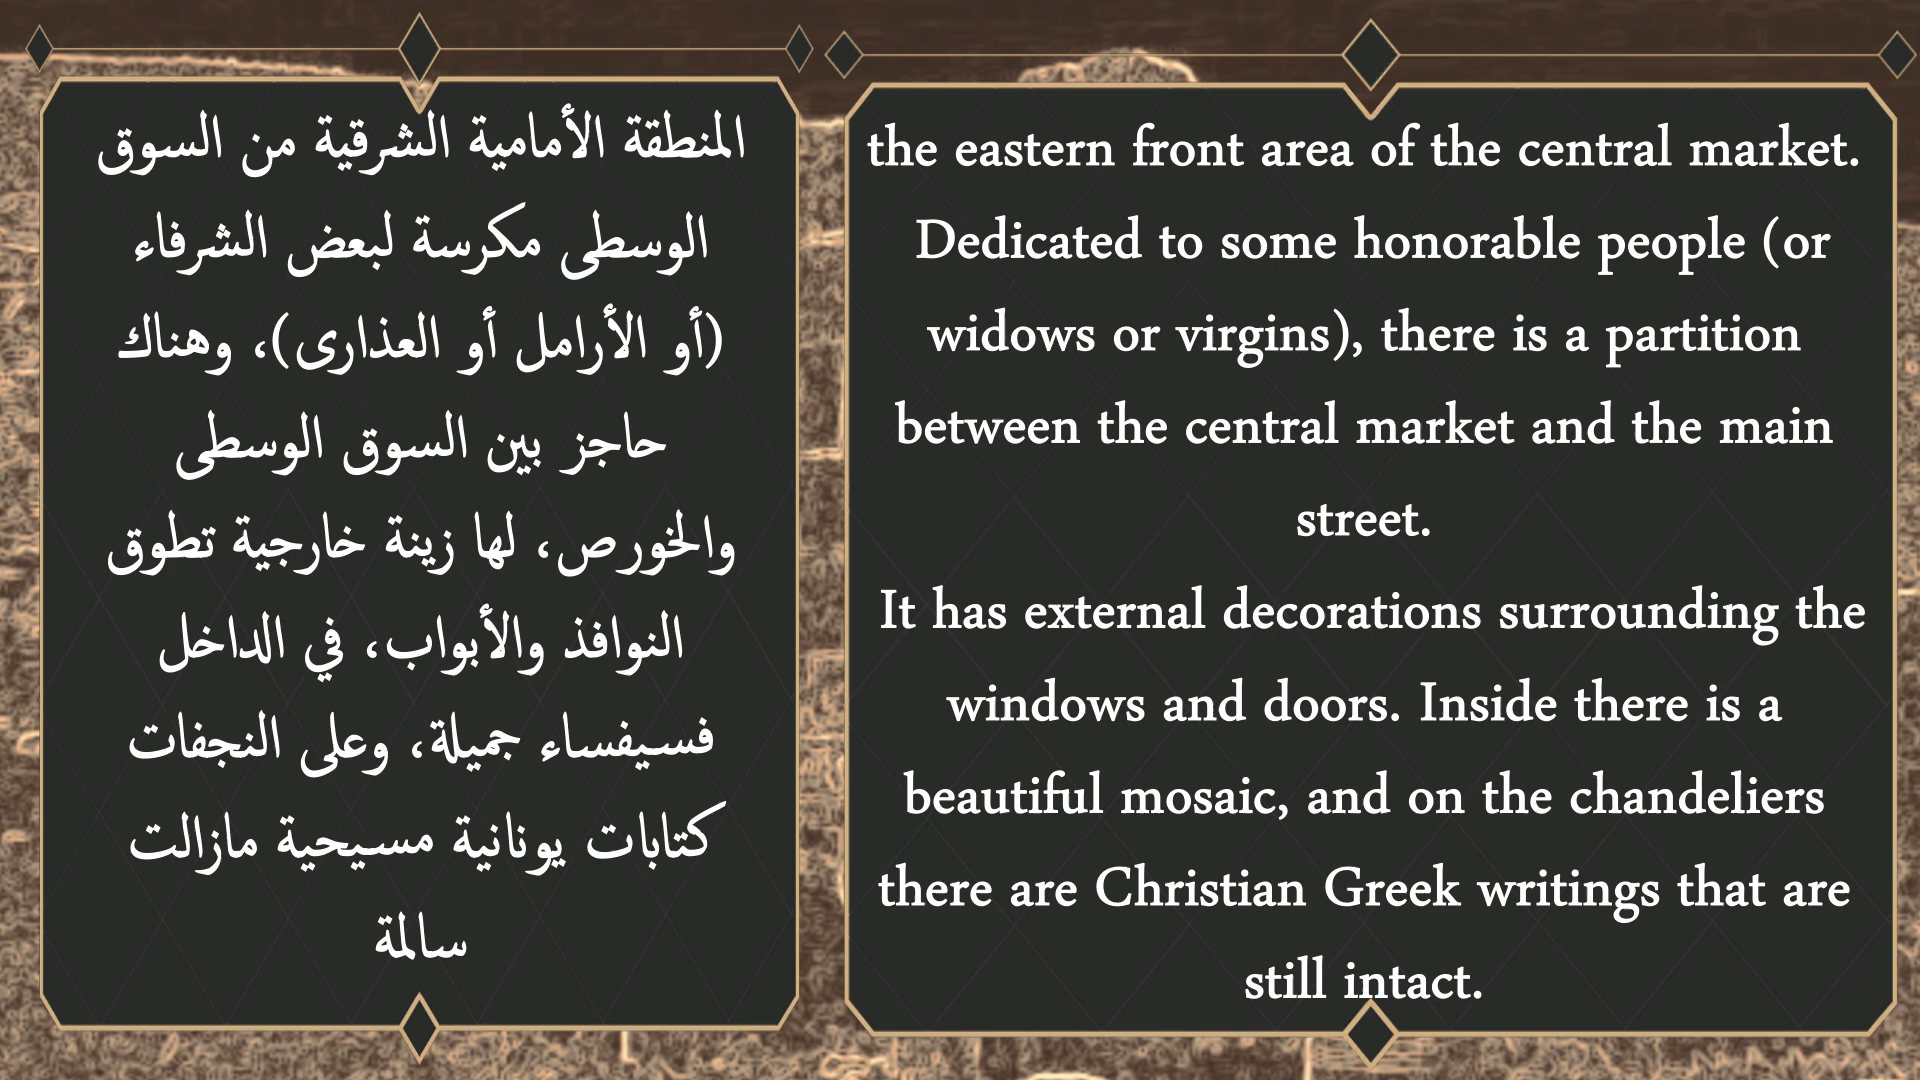 المنطقة الأمامية الشرقية من السوق
الوسطى مكرسة لبعض الشرفاء
(أو الأرامل أو العذارى)، وهناك
حاجز بين السوق الوسطى
والخورص، لها زينة خارجية تطوق
النوافذ والأبواب، في الداخل
فسيفساء جميلة، وعلى النجفات
كتابات يونانية مسيحية مازالت
سالمة
the eastern front area of the central market.
Dedicated to some honorable people (or
widows or virgins), there is a partition
between the central market and the main
street.
It has external decorations surrounding the
windows and doors. Inside there is a
beautiful mosaic, and on the chandeliers
there are Christian Greek writings that are
still intact.